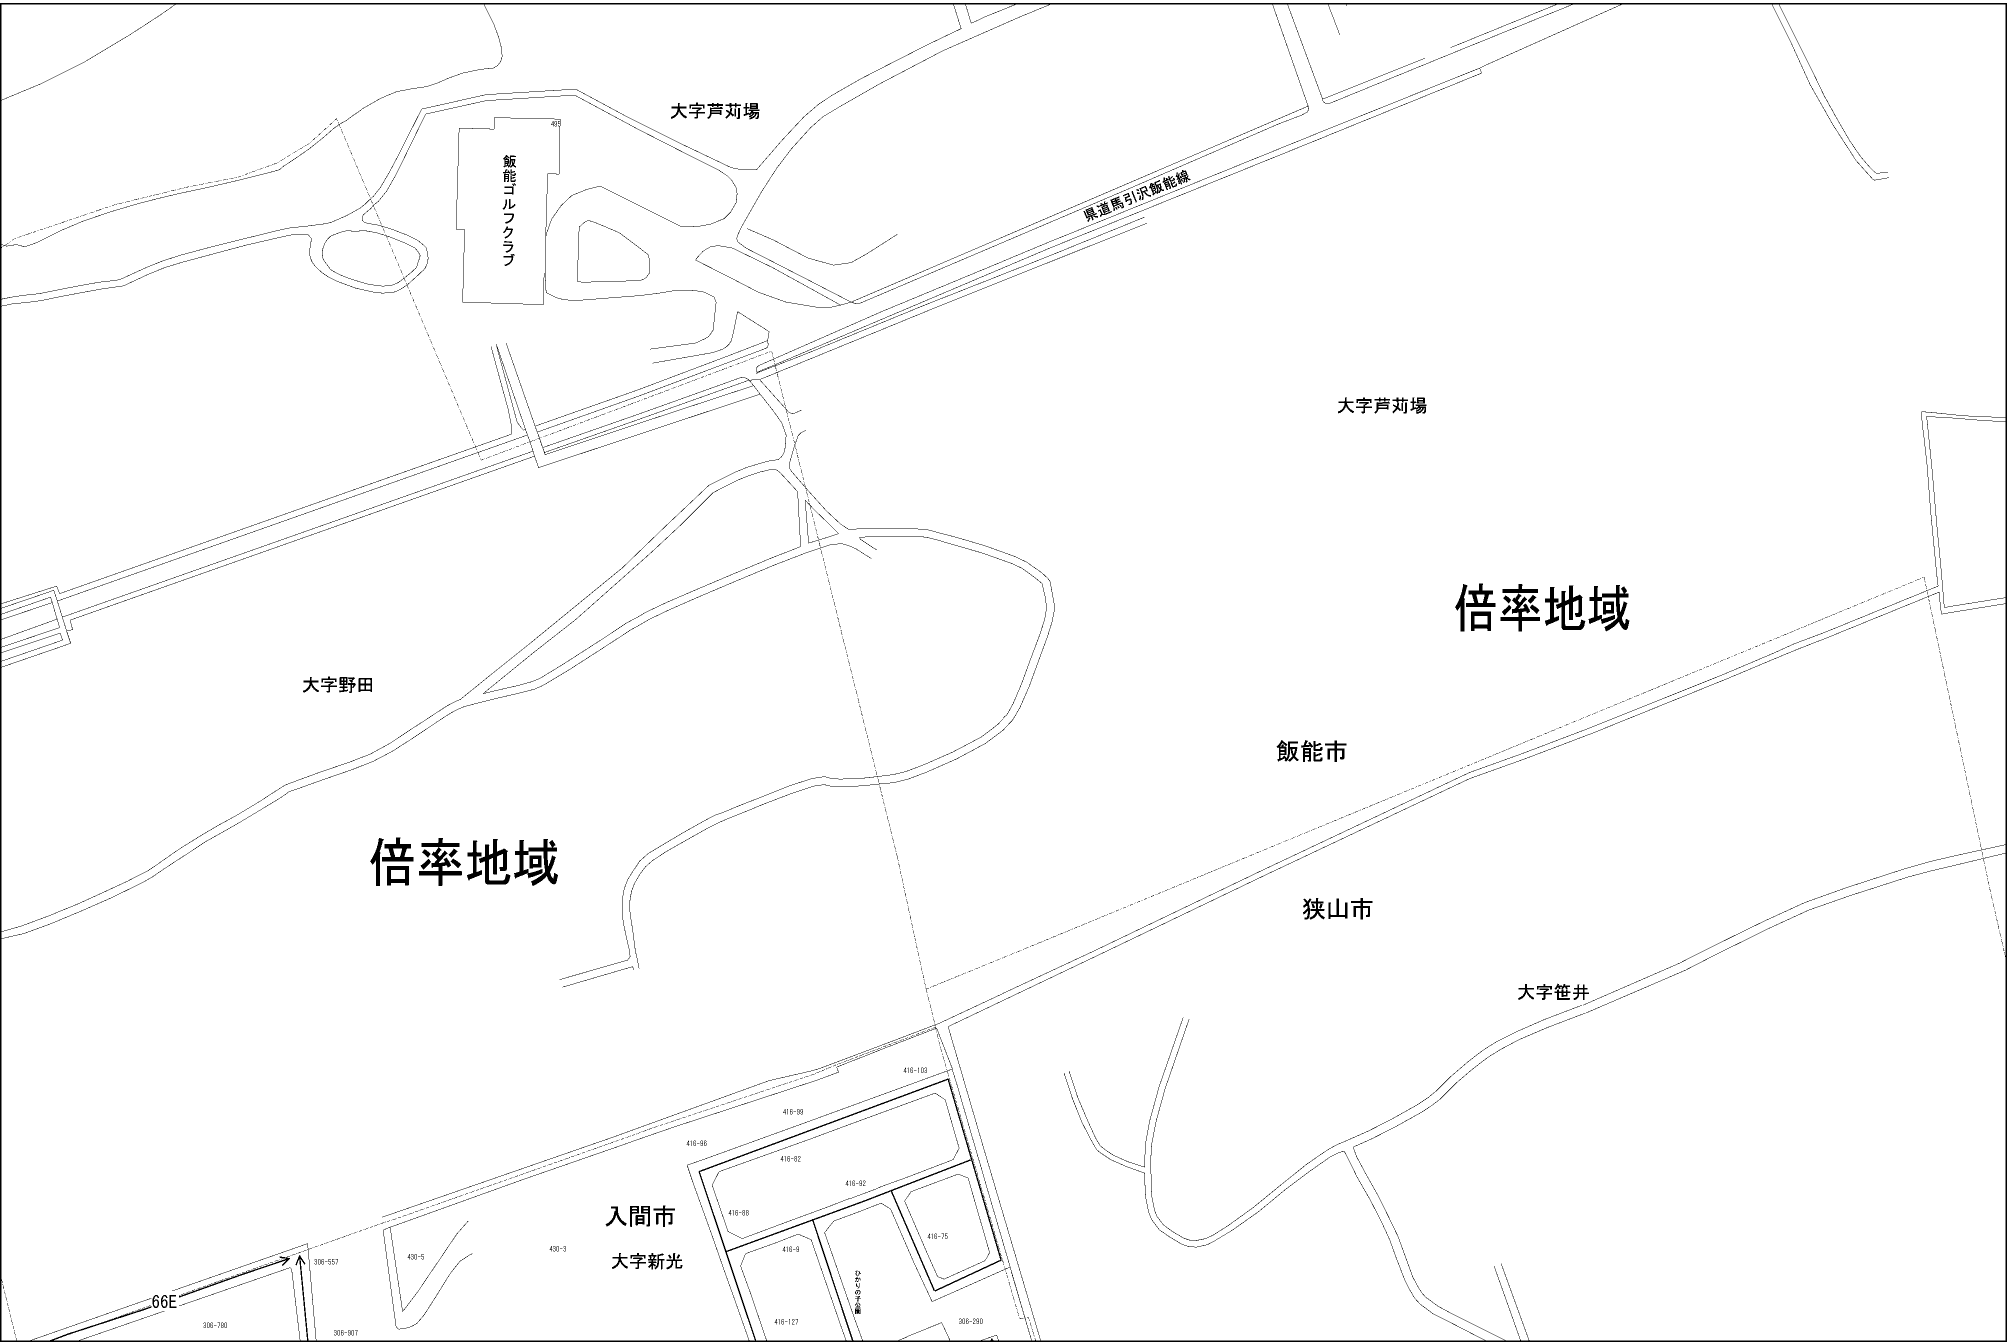 大字芦苅場
495
飯能ゴルフクラブ
県道馬引沢飯能線
大字芦苅場
倍率地域
大字野田
飯能市
倍率地域
狭山市
大字笹井
416-103
416-99
416-96
416-82
416-92
416-88
入間市
416-75
大字新光
430-3
416-9
430-5
306-557
ひかりの子公園
66E
306-780
306-907
416-127
306-290